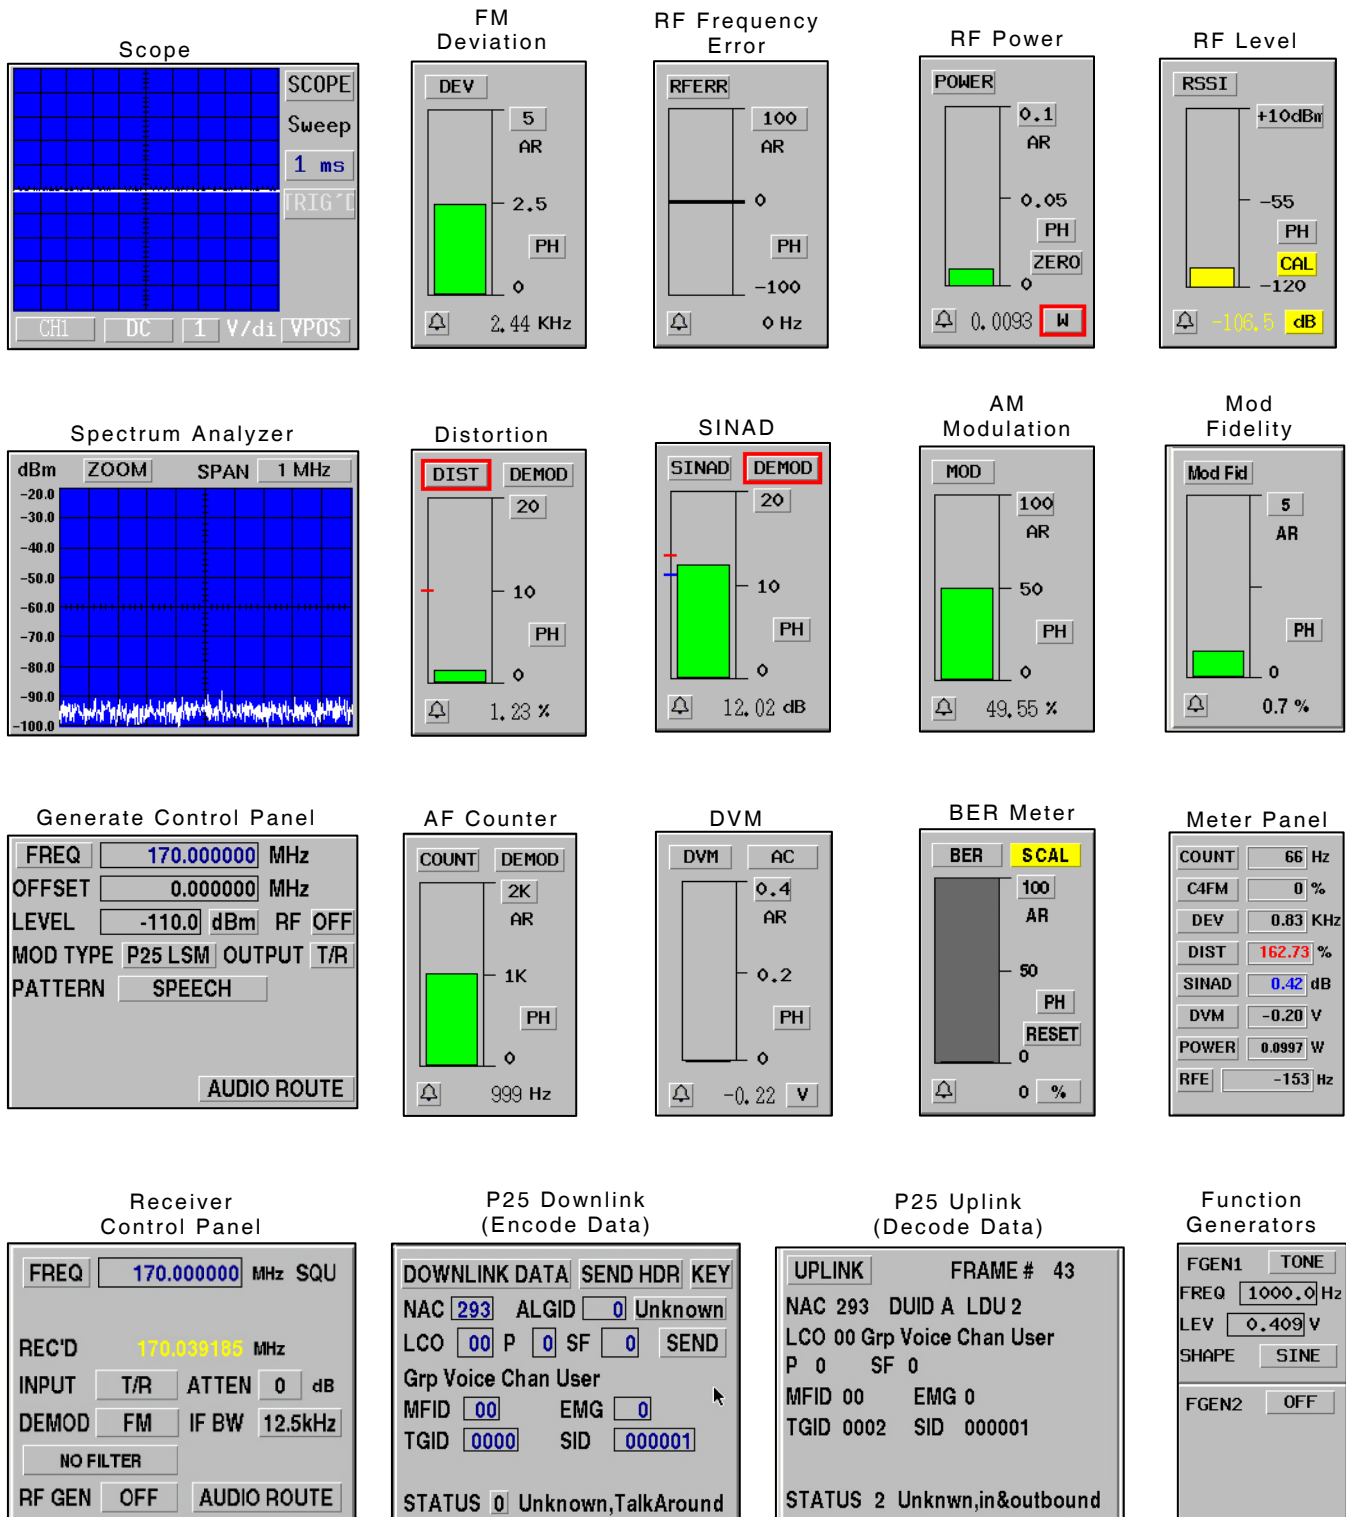 Scope
SCOPE
Sweep
1 ms
TRIG'D
CH1 DC 1 V/di VPOS
FM
Deviation
DEV
5
AR
2.5
PH
0
2.44 KHz
RF Frequency
Error
RFERR
100
AR
0
PH
-100
0 Hz
RF Power
POWER
0.1
AR
0.05
PH
ZERO
0
0.0093 W
RF Level
RSSI
+10dBm
-55
PH
CAL
-120
-106.5 dB
Spectrum Analyzer
dBm ZOOM SPAN 1 MHz
-20.0
-30.0
-40.0
-50.0
-60.0
-70.0
-80.0
-90.0
-100.0
Distortion
DIST DEMOD
20
10
PH
0
1.23 %
SINAD
SINAD DEMOD
20
10
PH
0
12.02 dB
AM
Modulation
MOD
100
AR
50
PH
0
49.55 %
Mod
Fidelity
Mod Fid
5
AR
PH
0
0.7 %
Generate Control Panel
FREQ 170.000000 MHz
OFFSET 0.000000 MHz
LEVEL -110.0 dBm RF OFF
MOD TYPE P25 LSM OUTPUT T/R
PATTERN SPEECH
AUDIO ROUTE
AF Counter
COUNT DEMOD
2K
AR
1K
PH
0
999 Hz
DVM
DVM AC
0.4
AR
0.2
PH
0
-0.22 V
BER Meter
BER SCAL
100
AR
50
PH
RESET
0
0 %
Meter Panel
COUNT 66 Hz
C4FM 0 %
DEV 0.83 KHz
DIST 162.73 %
SINAD 0.42 dB
DVM -0.20 V
POWER 0.0997 W
RFE -153 Hz
Receiver
Control Panel
FREQ 170.000000 MHz SQU
REC'D 170.039185 MHz
INPUT T/R ATTEN 0 dB
DEMOD FM IF BW 12.5kHz
NO FILTER
RF GEN OFF AUDIO ROUTE
P25 Downlink
(Encode Data)
DOWNLINK DATA SEND HDR KEY
NAC 293 ALGID 0 Unknown
LCO 00 P 0 SF 0 SEND
Grp Voice Chan User
MFID 00 EMG 0
TGID 0000 SID 000001
STATUS 0 Unknown,TalkAround
P25 Uplink
(Decode Data)
UPLINK FRAME # 43
NAC 293 DUID A LDU 2
LCO 00 Grp Voice Chan User
P 0 SF 0
MFID 00 EMG 0
TGID 0002 SID 000001
STATUS 2 Unknwn,in&outbound
Function
Generators
FGEN1 TONE
FREQ 1000.0 Hz
LEV 0.409 V
SHAPE SINE
FGEN2 OFF